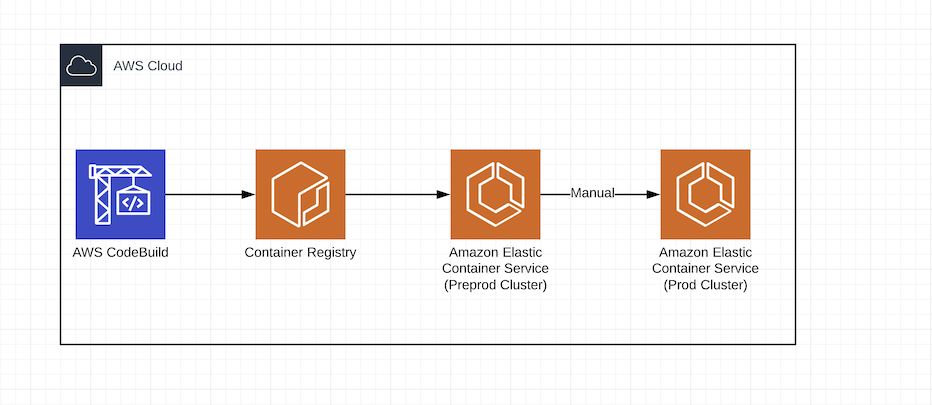 AWS Cloud
Manual
AWS CodeBuild
Container Registry
Amazon Elastic
Container Service
(Preprod Cluster)
Amazon Elastic
Container Service
(Prod Cluster)